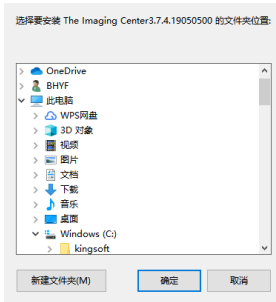 选择要安装 The Imaging Center3.7.4.19050500 的文件夹位置:
OneDrive
BHYF
此电脑
WPS网盘
3D 对象
视频
图片
文档
下载
音乐
桌面
Windows (C:)
kingsoft
新建文件夹(M) 确定 取消